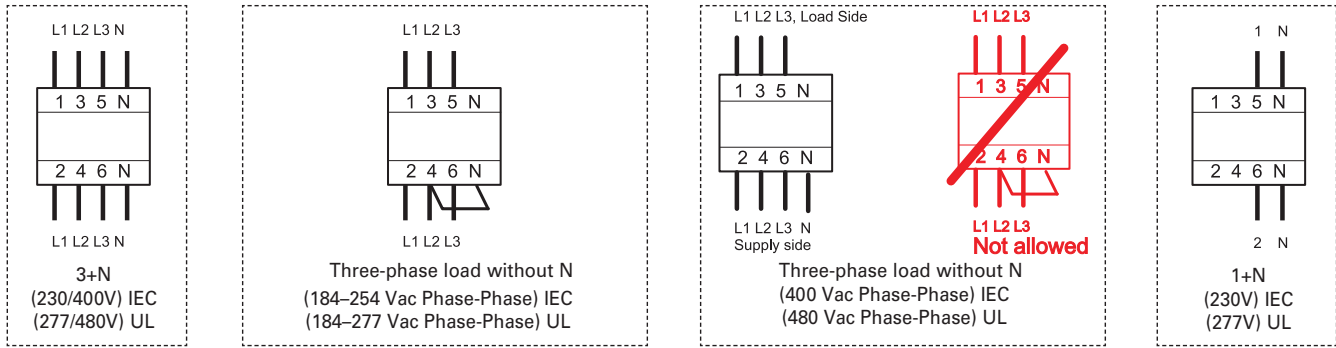 L1 L2 L3 N
1 3 5 N
2 4 6 N
L1 L2 L3 N
3+N
(230/400V) IEC
(277/480V) UL
L1 L2 L3
1 3 5 N
2 4 6 N
L1 L2 L3
Three-phase load without N
(184–254 Vac Phase-Phase) IEC
(184–277 Vac Phase-Phase) UL
L1 L2 L3, Load Side
1 3 5 N
2 4 6 N
L1 L2 L3 N
Supply side
L1 L2 L3
1 3 5 N
2 4 6 N
L1 L2 L3
Not allowed
Three-phase load without N
(400 Vac Phase-Phase) IEC
(480 Vac Phase-Phase) UL
1 N
1 3 5 N
2 4 6 N
2 N
1+N
(230V) IEC
(277V) UL